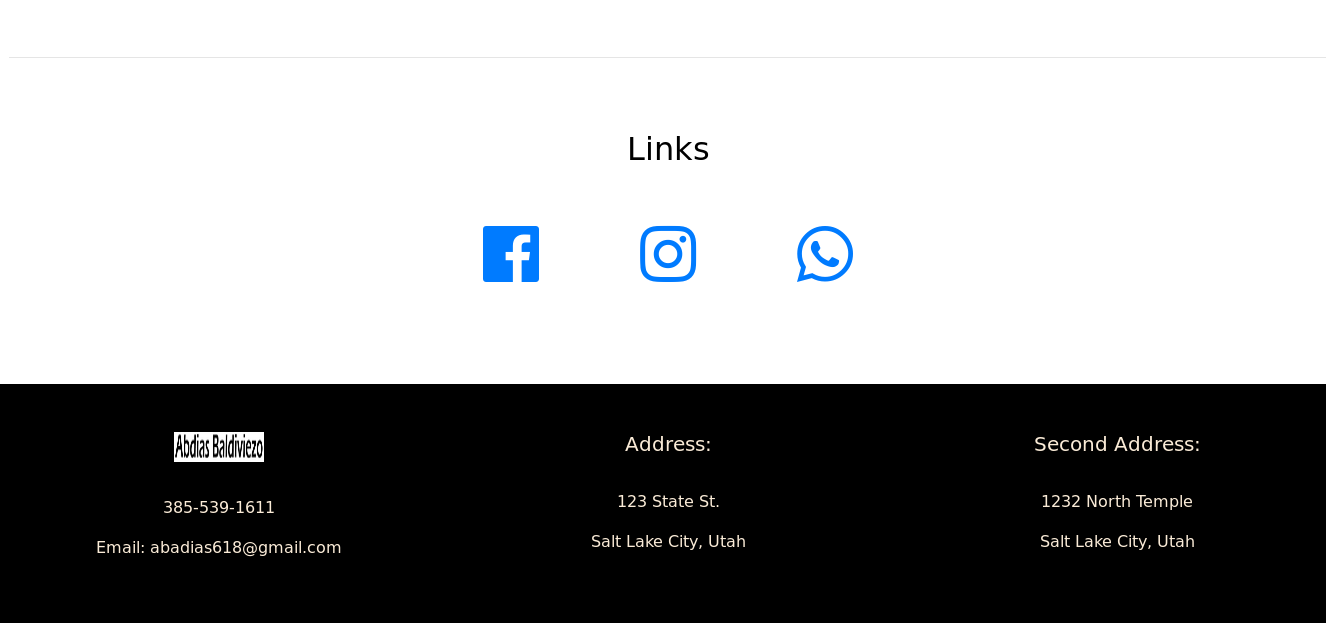 Links
Abdias Baldiviezo
385-539-1611
Email: abadias618@gmail.com
Address:
123 State St.
Salt Lake City, Utah
Second Address:
1232 North Temple
Salt Lake City, Utah